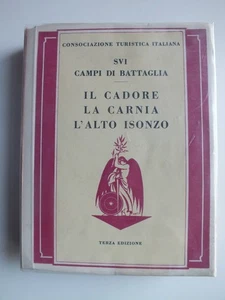 CONSOCIAZIONE TURISTICA ITALIANA
SVI
CAMPI DI BATTAGLIA
IL CADORE
LA CARNIA
L'ALTO ISONZO
TERZA EDIZIONE